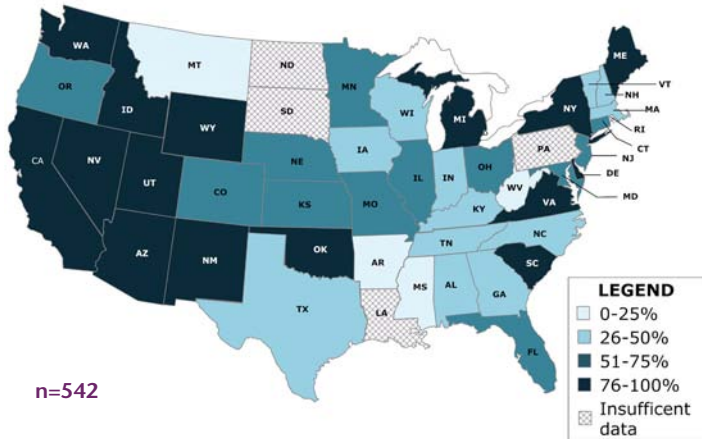 WA
ME
MT
ND
VT
MN
OR
NH
ID
SD
WI
NY
MA
WY
MI
RI
CT
IA
PA
NJ
NE
NV
OH
DE
IL
IN
CA
UT
WV
MD
CO
VA
KS
MO
KY
NC
TN
AZ
OK
NM
AR
SC
MS
AL
GA
TX
LA
FL
LEGEND
0-25%
26-50%
51-75%
76-100%
Insufficent
data
n=542